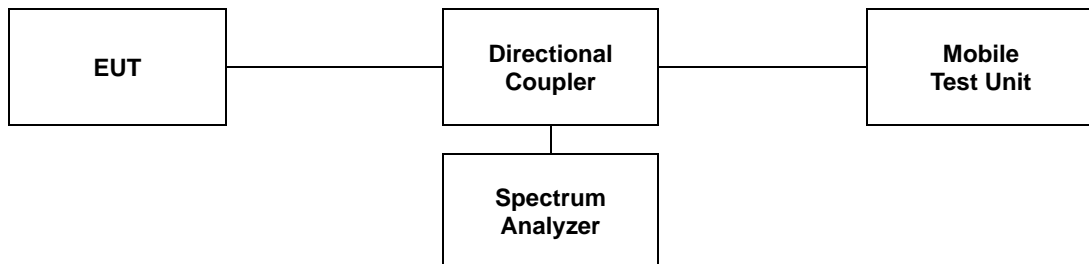 EUT
Directional
Coupler
Mobile
Test Unit
Spectrum
Analyzer